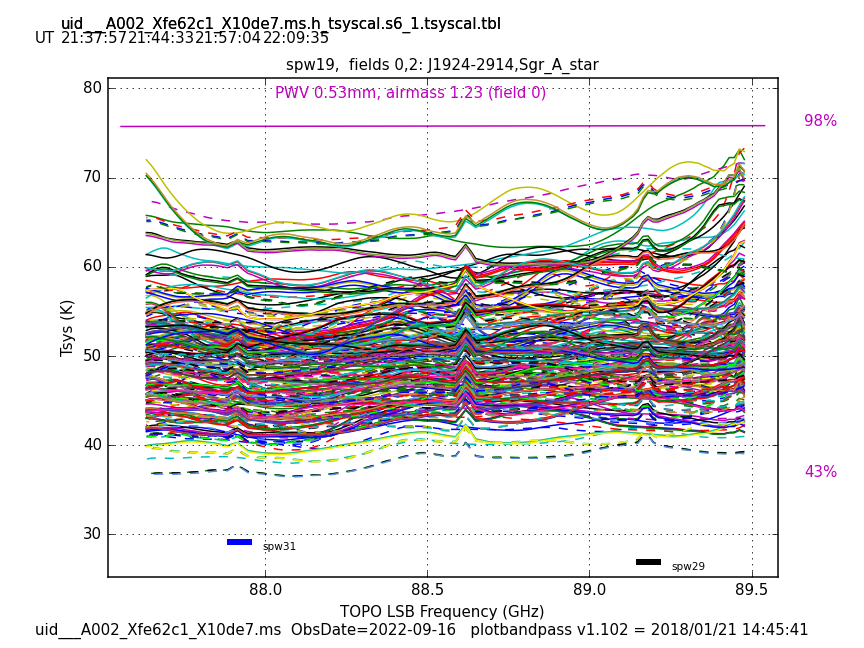 uid___A002_Xfe62c1_X10de7.ms.h_tsyscal.s6_1.tsyscal.tbl
UT 21:37:57 21:44:33 21:57:04 22:09:35
spw19,  fields 0,2: J1924-2914,Sgr_A_star
PWV 0.53mm, airmass 1.23 (field 0)
98%
43%
80
70
60
50
40
30
Tsys (K)
spw31
spw29
88.0 88.5 89.0 89.5
TOPO LSB Frequency (GHz)
uid___A002_Xfe62c1_X10de7.ms  ObsDate=2022-09-16   plotbandpass v1.102 = 2018/01/21 14:45:41